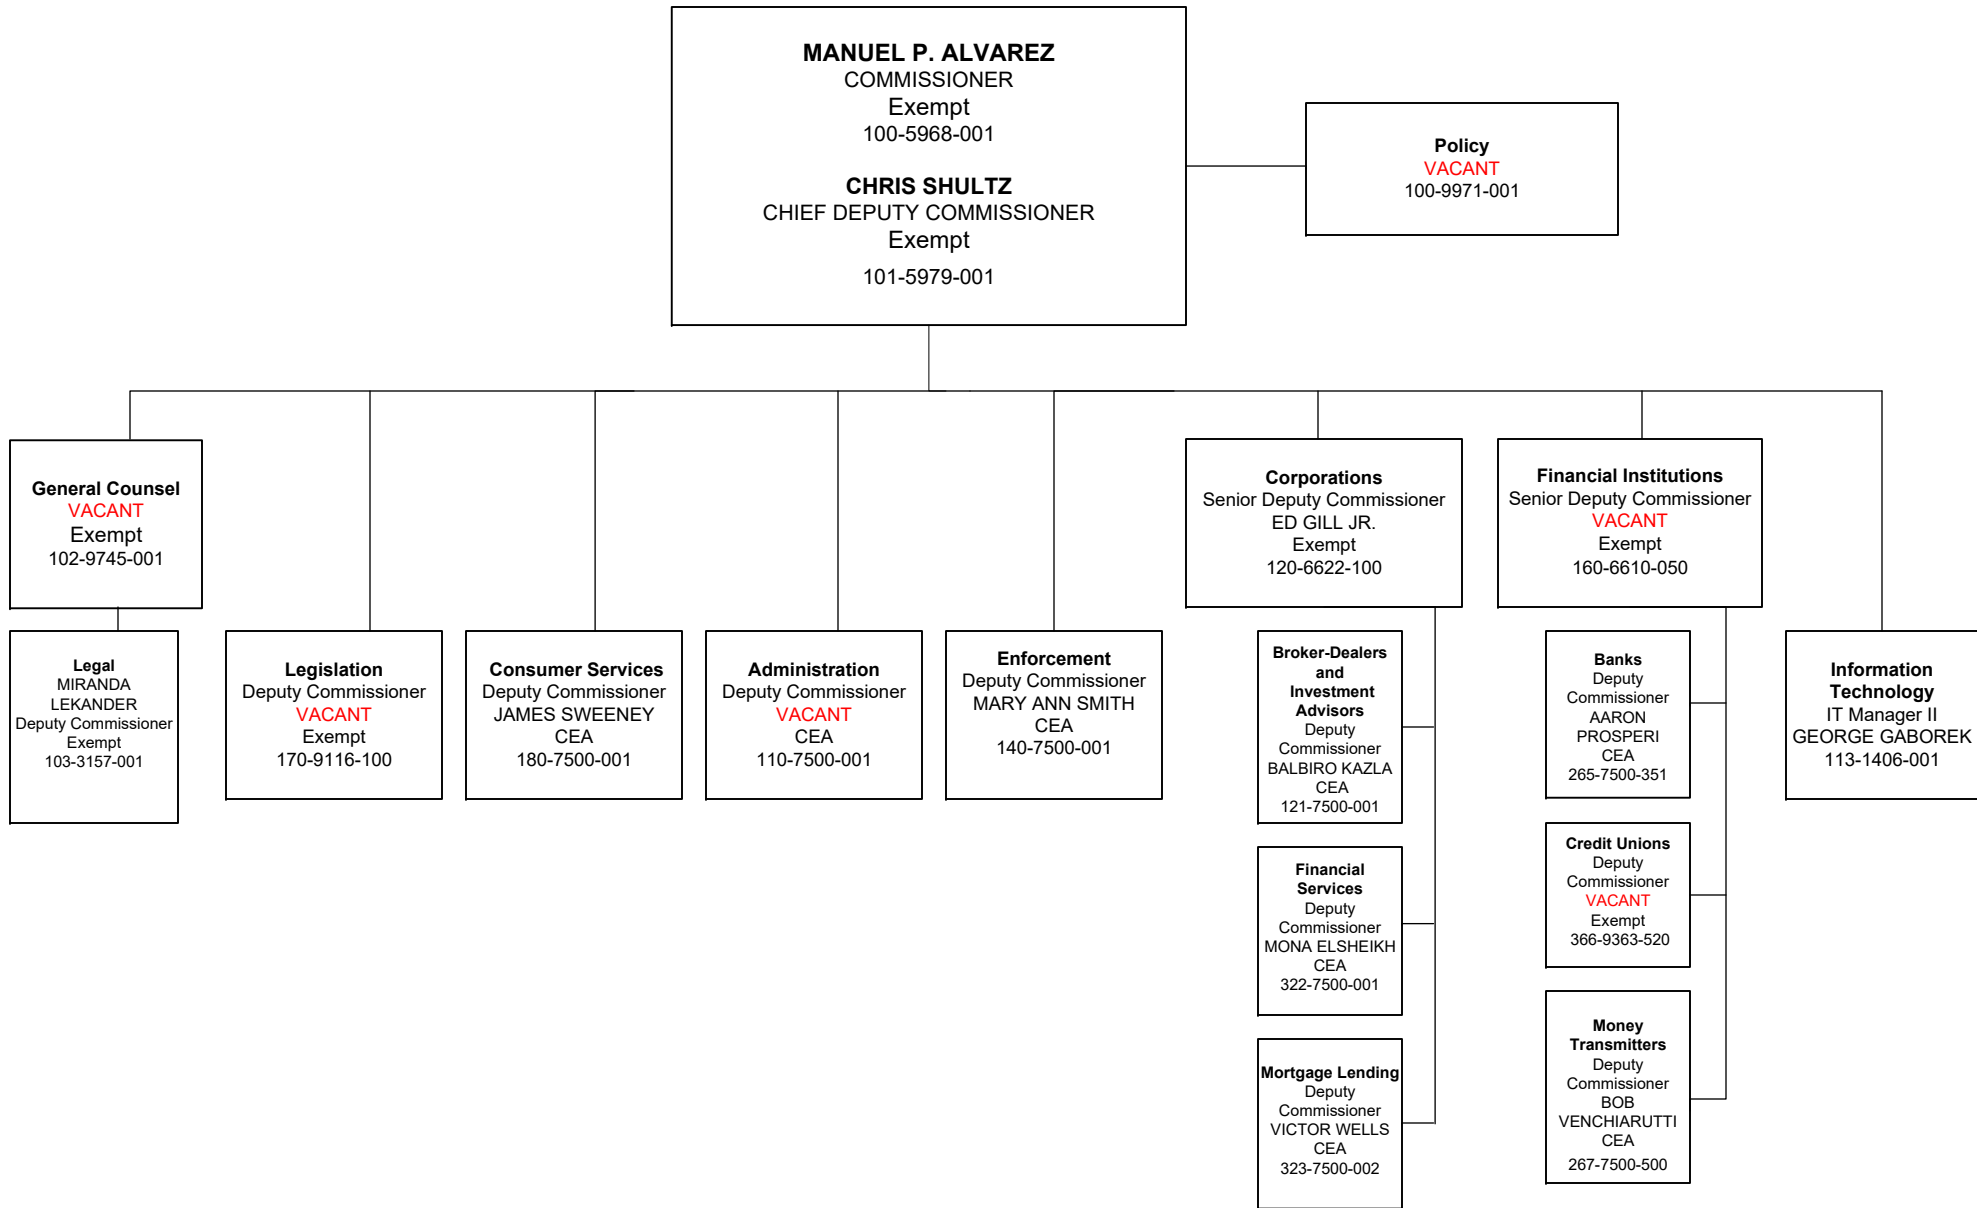 MANUEL P. ALVAREZ
COMMISSIONER
Exempt
100-5968-001
CHRIS SHULTZ
CHIEF DEPUTY COMMISSIONER
Exempt
101-5979-001
Policy
VACANT
100-9971-001
General Counsel
VACANT
Exempt
102-9745-001
Legal
MIRANDA
LEKANDER
Deputy Commissioner
Exempt
103-3157-001
Legislation
Deputy Commissioner
VACANT
Exempt
170-9116-100
Consumer Services
Deputy Commissioner
JAMES SWEENEY
CEA
180-7500-001
Administration
Deputy Commissioner
VACANT
CEA
110-7500-001
Enforcement
Deputy Commissioner
MARY ANN SMITH
CEA
140-7500-001
Corporations
Senior Deputy Commissioner
ED GILL JR.
Exempt
120-6622-100
Broker-Dealers
and
Investment
Advisors
Deputy
Commissioner
BALBIRO KAZLA
CEA
121-7500-001
Financial
Services
Deputy
Commissioner
MONA ELSHEIKH
CEA
322-7500-001
Mortgage Lending
Deputy
Commissioner
VICTOR WELLS
CEA
323-7500-002
Financial Institutions
Senior Deputy Commissioner
VACANT
Exempt
160-6610-050
Banks
Deputy
Commissioner
AARON
PROSPERI
CEA
265-7500-351
Credit Unions
Deputy
Commissioner
VACANT
Exempt
366-9363-520
Money
Transmitters
Deputy
Commissioner
BOB
VENCHIARUTTI
CEA
267-7500-500
Information
Technology
IT Manager II
GEORGE GABOREK
113-1406-001